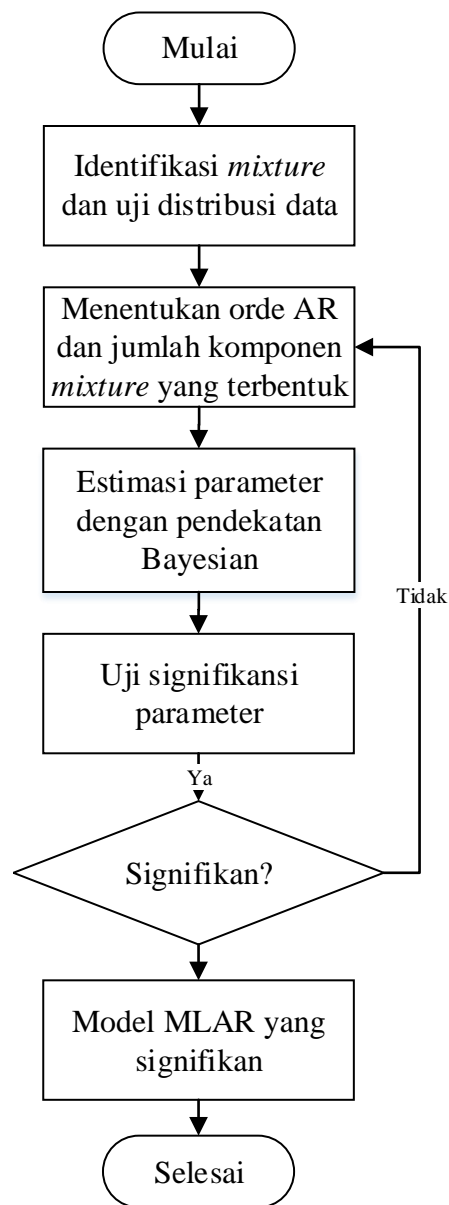 Mulai
Identifikasi mixture
dan uji distribusi data
Menentukan orde AR
dan jumlah komponen
mixture yang terbentuk
Estimasi parameter
dengan pendekatan
Bayesian
Tidak
Uji signifikansi
parameter
Ya
Signifikan?
Model MLAR yang
signifikan
Selesai